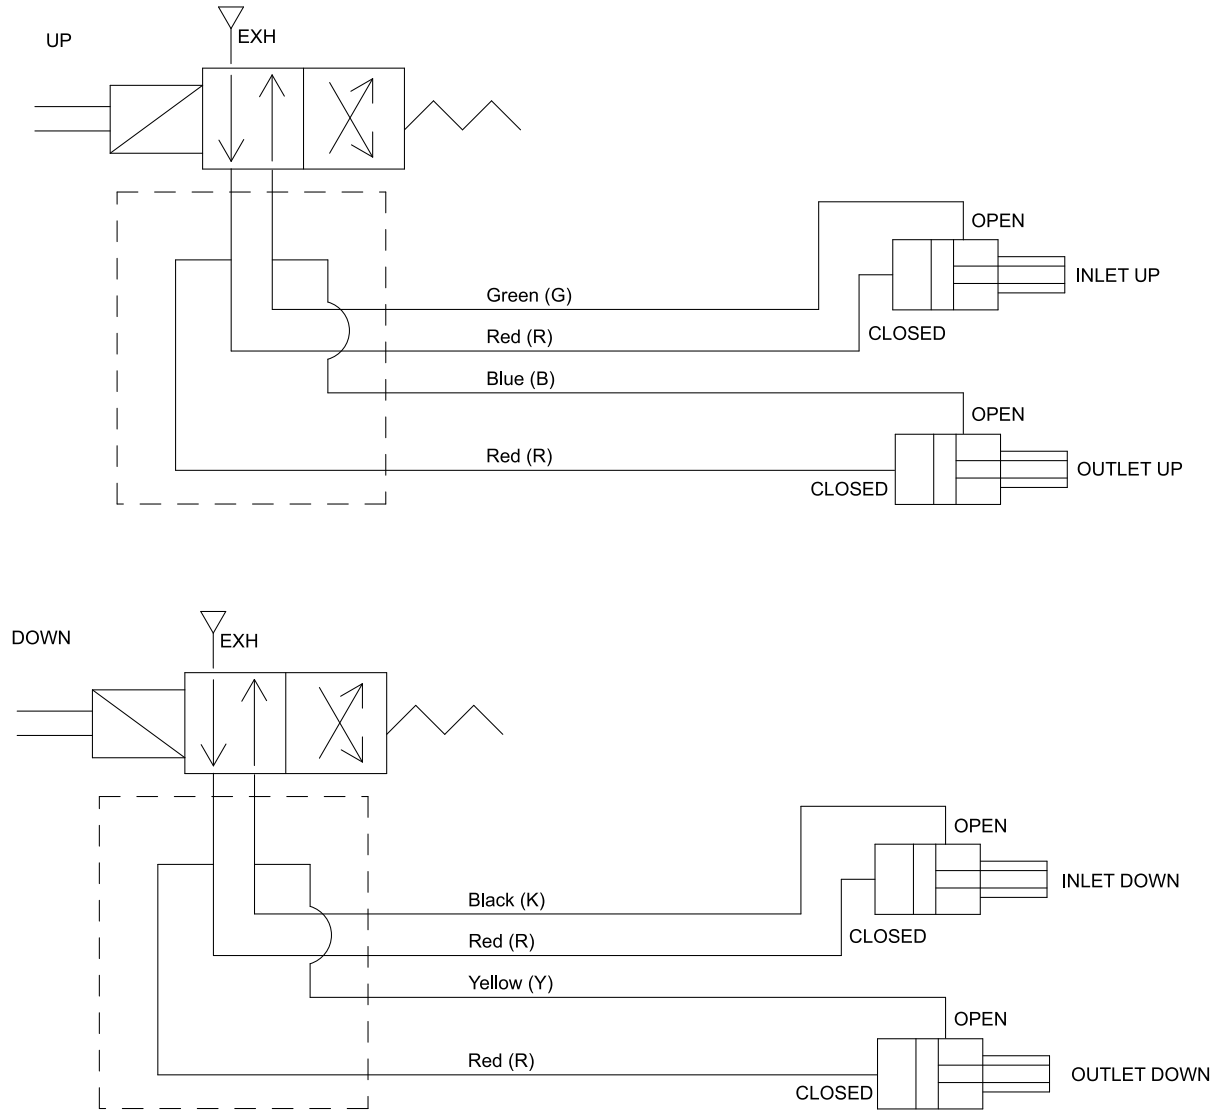 UP
EXH
OPEN
INLET UP
Green (G)
CLOSED
Red (R)
Blue (B)
OPEN
Red (R)
OUTLET UP
CLOSED
DOWN
EXH
OPEN
INLET DOWN
Black (K)
CLOSED
Red (R)
Yellow (Y)
OPEN
Red (R)
OUTLET DOWN
CLOSED